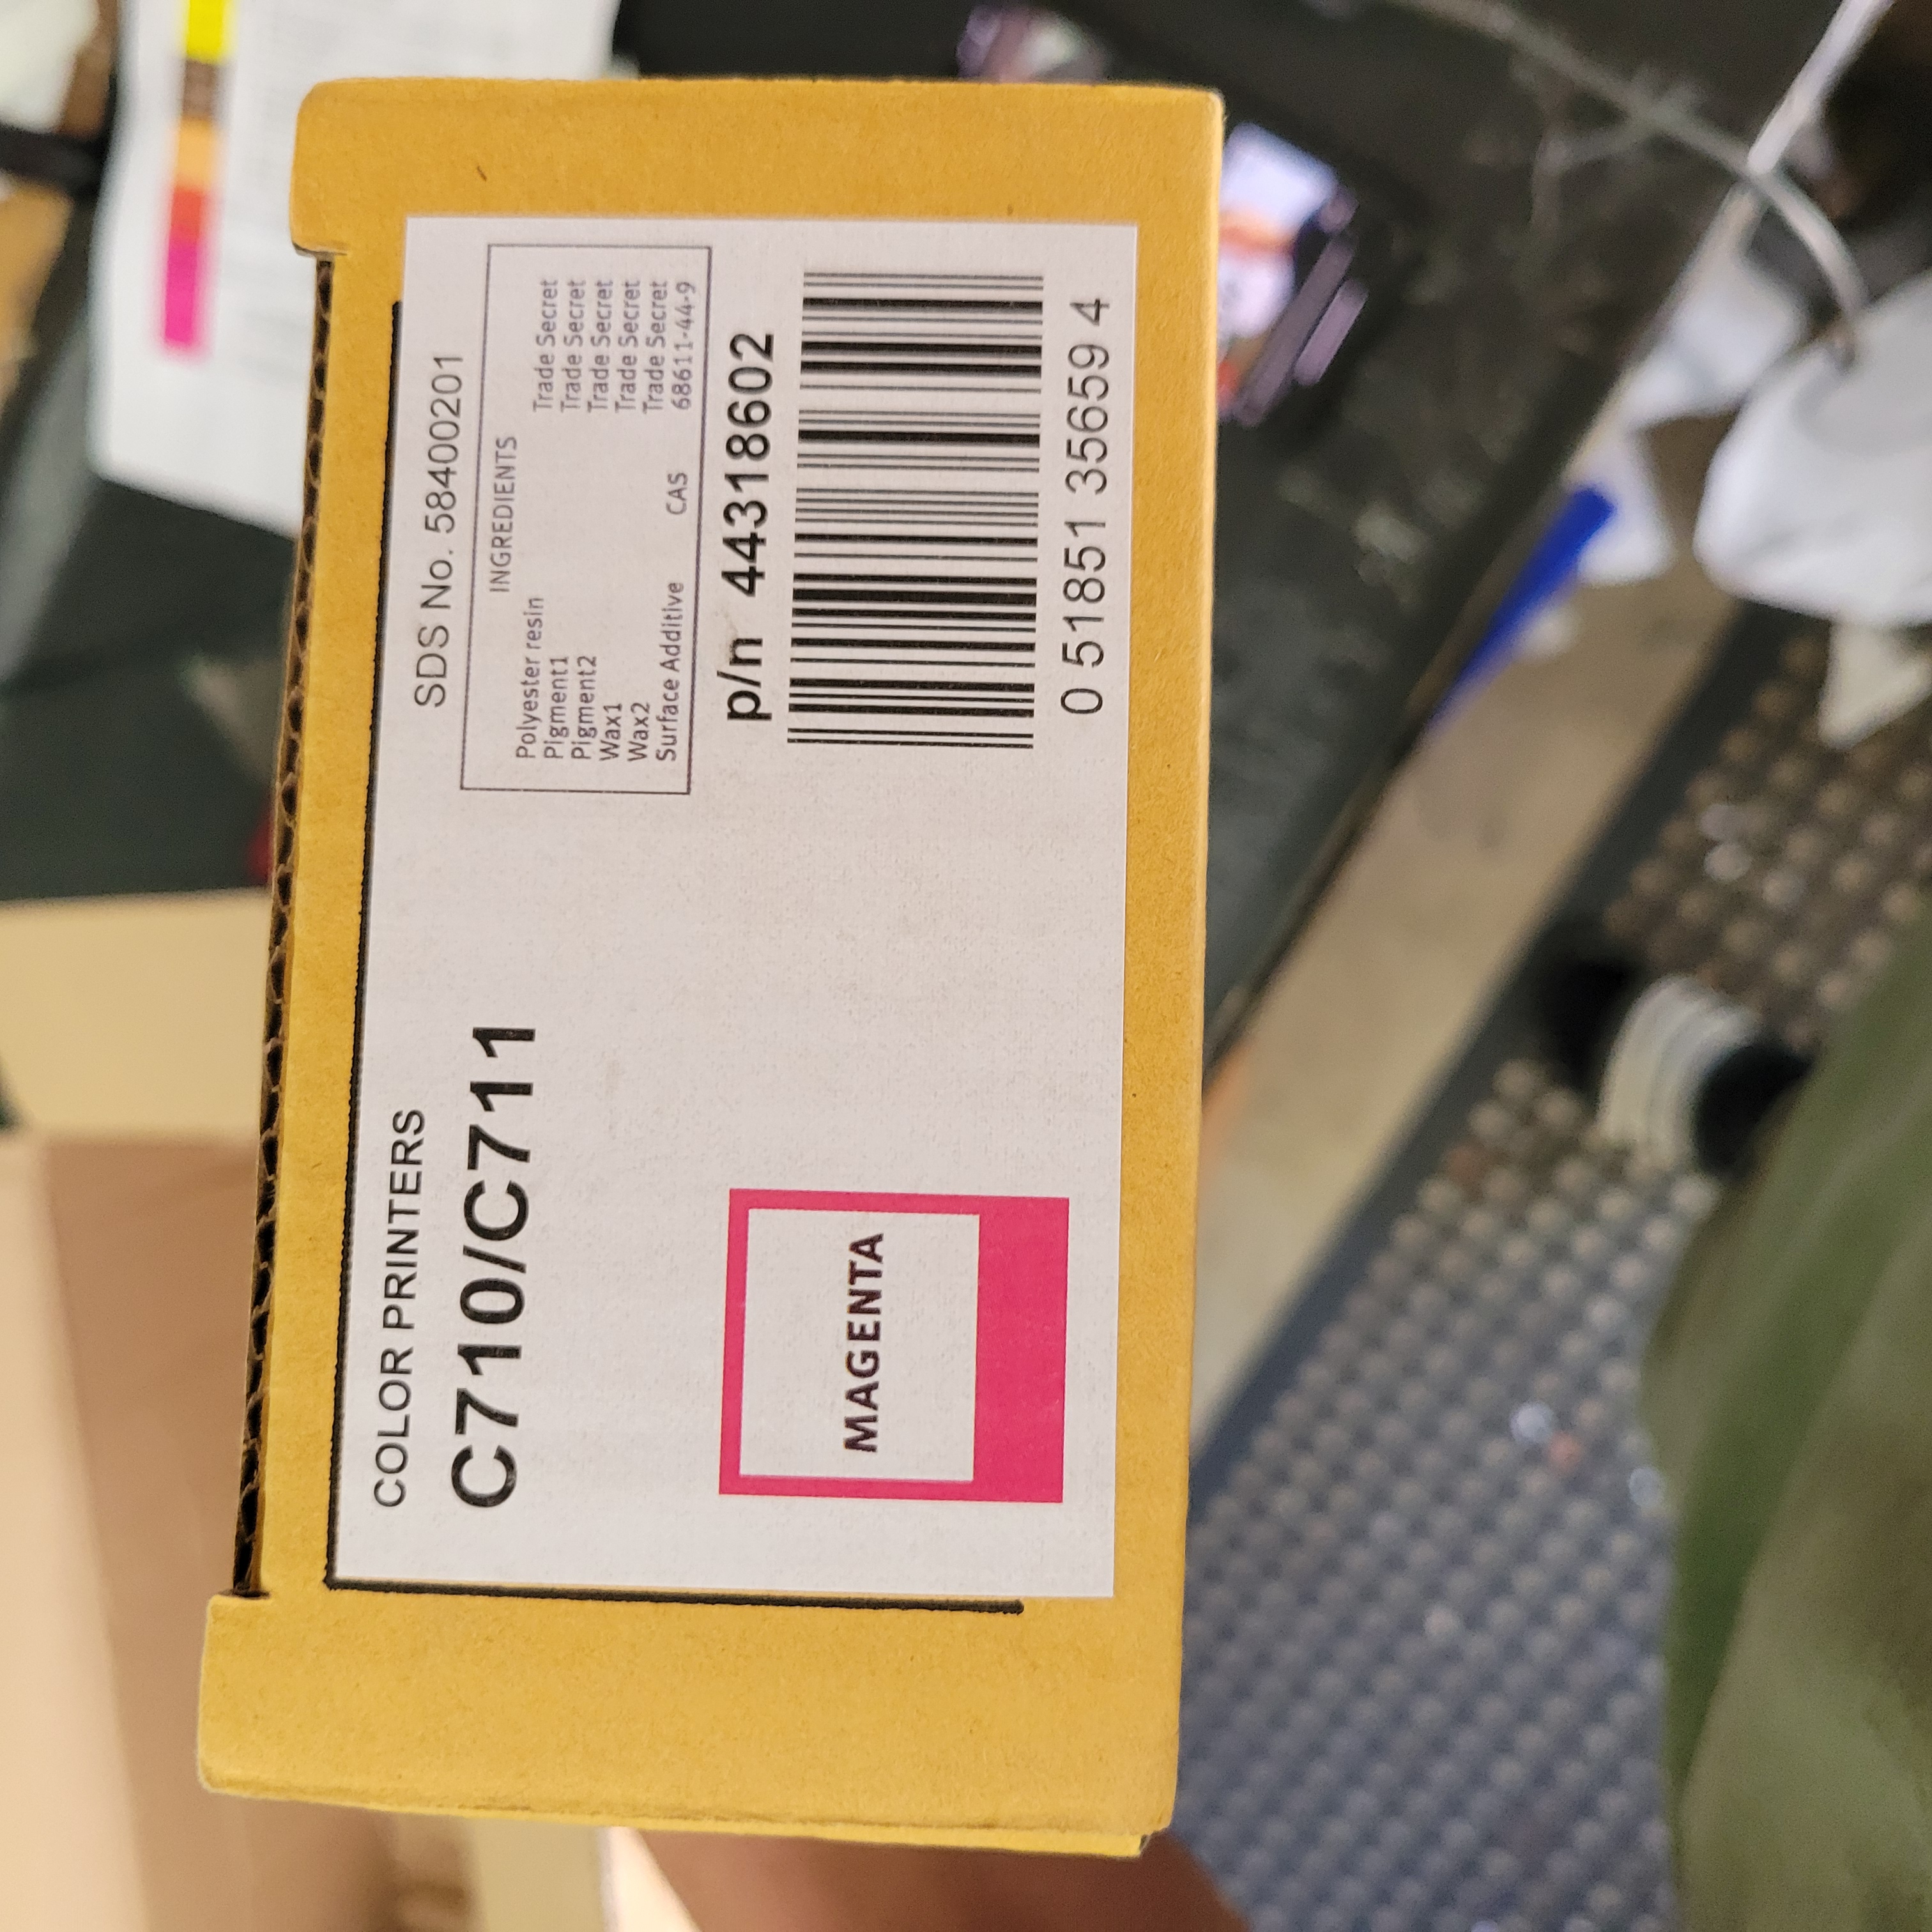 COLOR PRINTERS
C710/C711
MAGENTA
SDS No. 58400201
INGREDIENTS
Polyester resin Trade Secret
Pigment1 Trade Secret
Pigment2 Trade Secret
Wax1 Trade Secret
Wax2 Trade Secret
Surface Additive CAS 68611-44-9
p/n 44318602
0 51851 35659 4